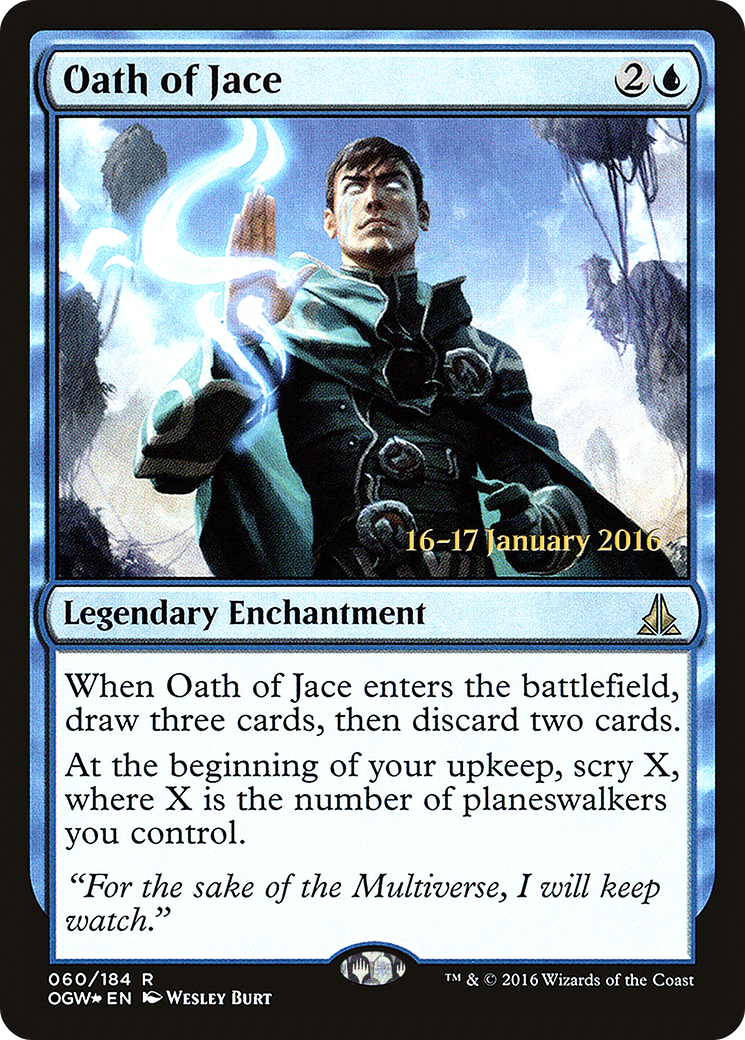 Oath of Jace 2
16-17 January 2016
Legendary Enchantment
When Oath of Jace enters the battlefield,
draw three cards, then discard two cards.
At the beginning of your upkeep, scry X,
where X is the number of planeswalkers
you control.
“For the sake of the Multiverse, I will keep
watch.”
060/184 R
OGW★EN Wesley Burt
™ & © 2016 Wizards of the Coast